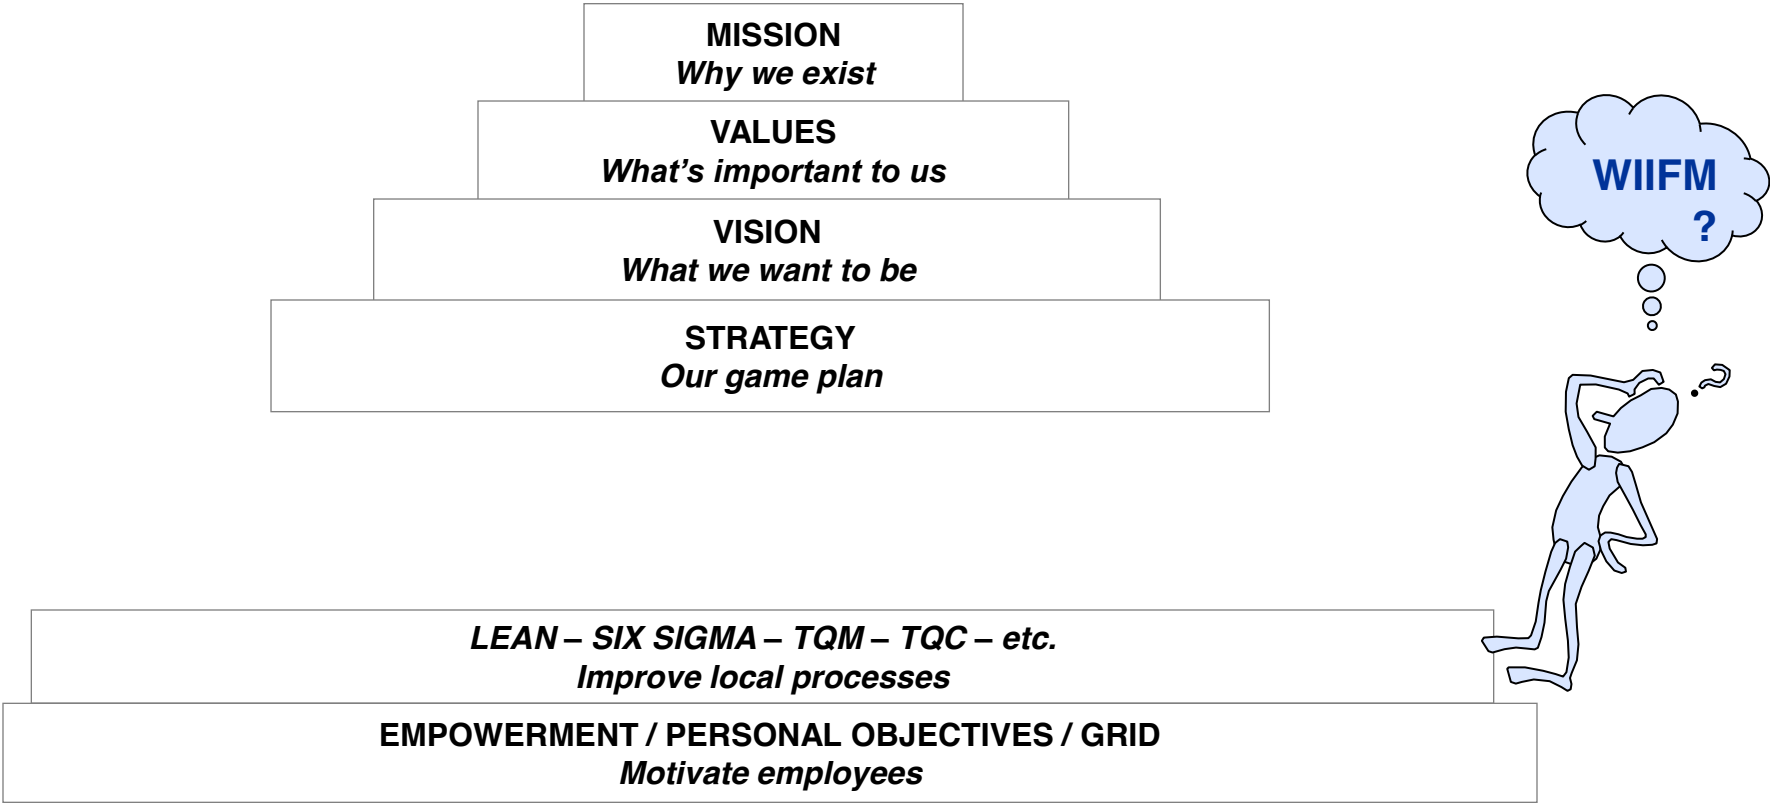 MISSION
Why we exist
VALUES
What’s important to us
VISION
What we want to be
STRATEGY
Our game plan
WIIFM
?
?
LEAN – SIX SIGMA – TQM – TQC – etc.
Improve local processes
EMPOWERMENT / PERSONAL OBJECTIVES / GRID
Motivate employees